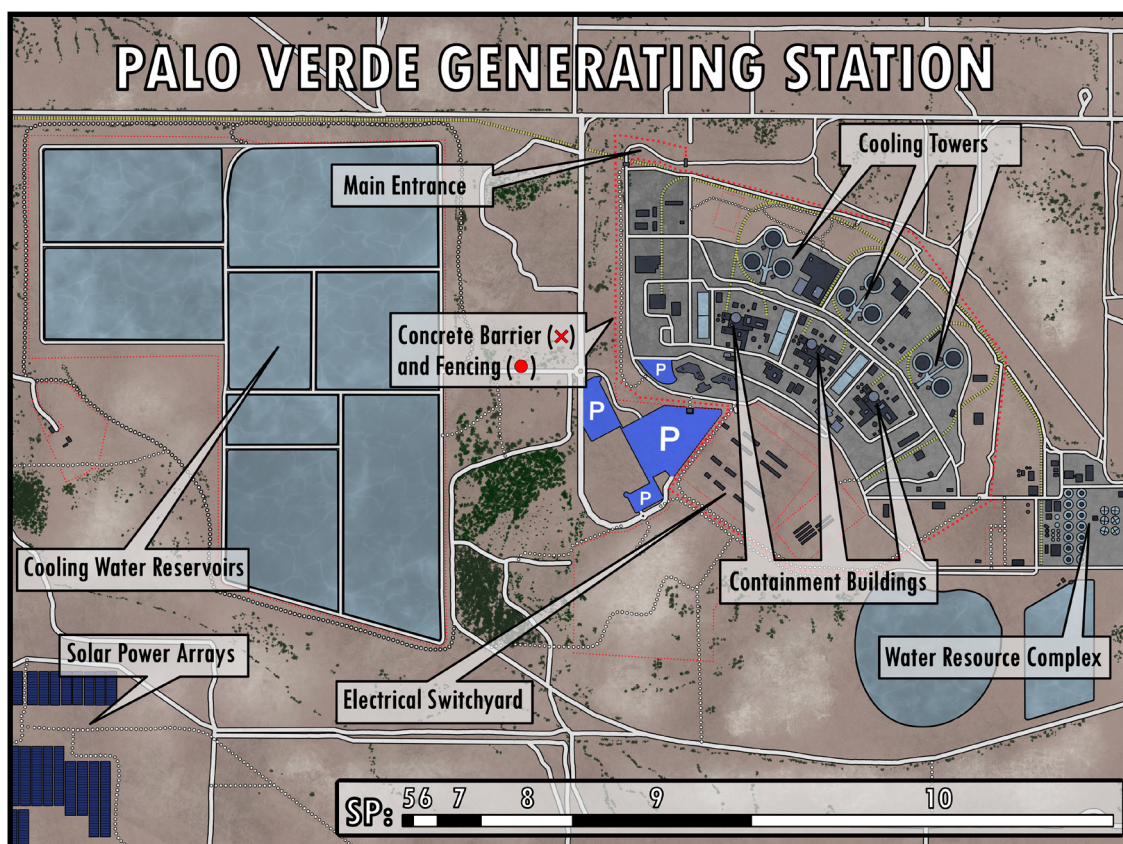 PALO VERDE GENERATING STATION
Cooling Towers
Main Entrance
Concrete Barrier (✕)
and Fencing (●)
P
P
P
P
Cooling Water Reservoirs
Containment Buildings
Solar Power Arrays
Water Resource Complex
Electrical Switchyard
SP: 5 6 7 8 9 10